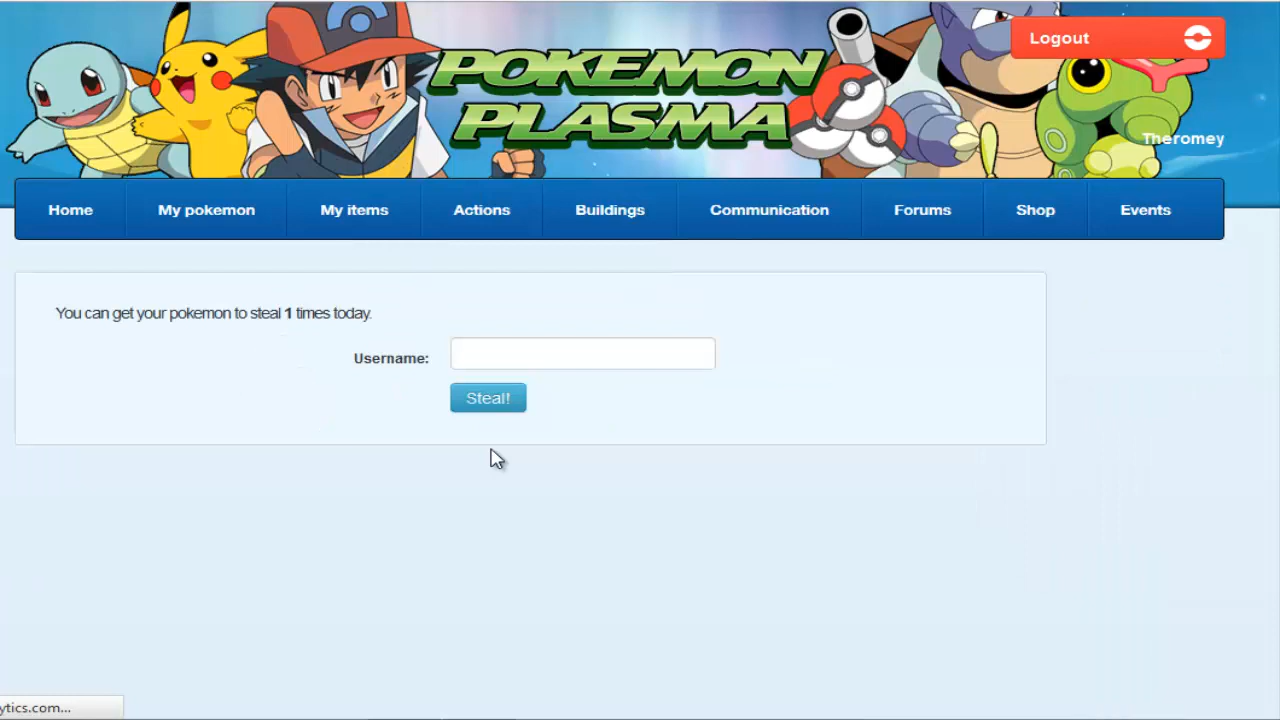 POKEMON
PLASMA
Logout
Theromey
Home My pokemon My items Actions Buildings Communication Forums Shop Events
You can get your pokemon to steal 1 times today.
Username:
Steal!
ytics.com...